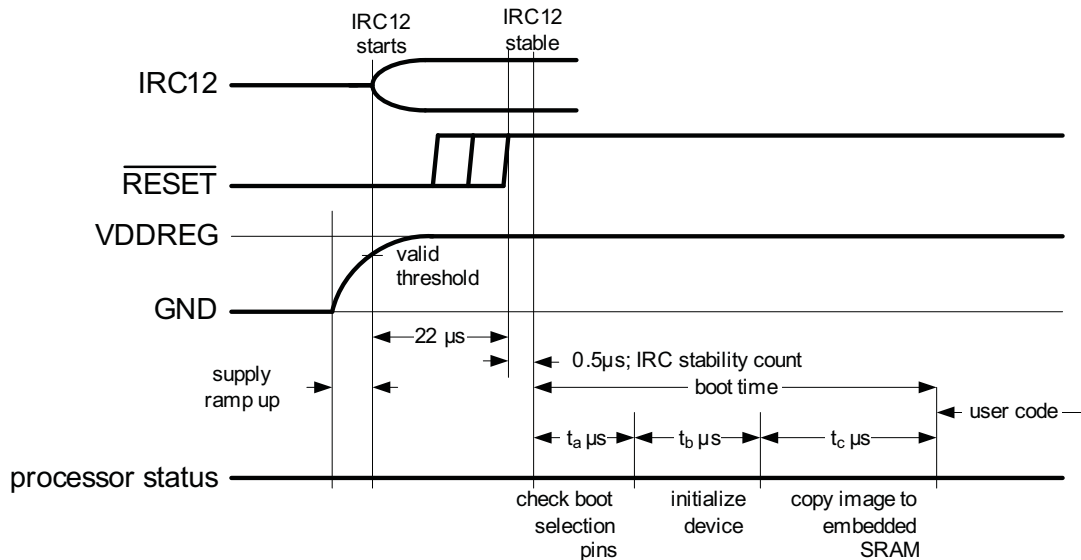 IRC12
starts
IRC12
stable
IRC12
RESET
VDDREG
valid
threshold
GND
22 µs
0.5µs; IRC stability count
supply
ramp up
boot time
user code
ta µs
tb µs
tc µs
processor status
check boot
selection
pins
initialize
device
copy image to
embedded
SRAM